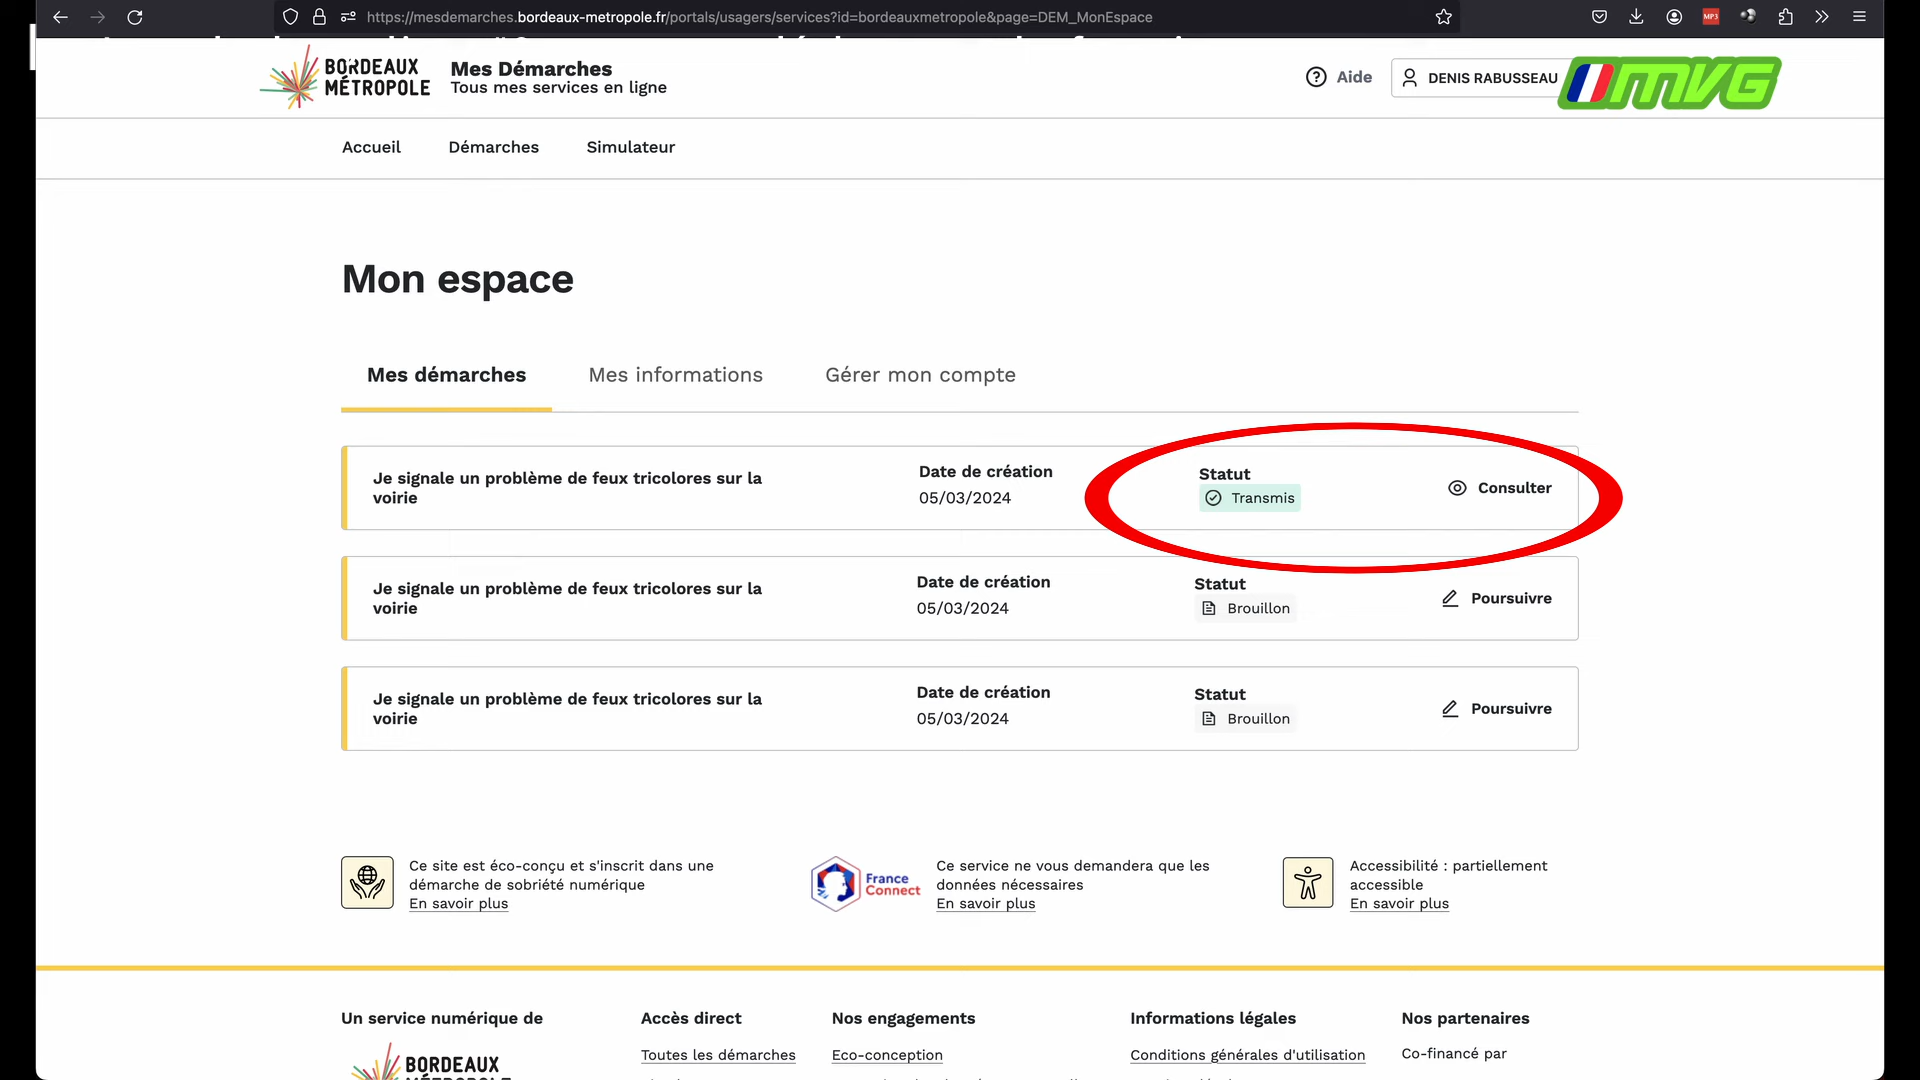 https://mesdemarches.bordeaux-metropole.fr/portals/usagers/services?id=bordeauxmetropole&page=DEM_MonEspace
MP3
BORDEAUX
MÉTROPOLE
Mes Démarches
Tous mes services en ligne
Aide
DENIS RABUSSEAU
MVG
Accueil
Démarches
Simulateur
Mon espace
Mes démarches
Mes informations
Gérer mon compte
Je signale un problème de feux tricolores sur la
voirie
Date de création
05/03/2024
Statut
Transmis
Consulter
Je signale un problème de feux tricolores sur la
voirie
Date de création
05/03/2024
Statut
Brouillon
Poursuivre
Je signale un problème de feux tricolores sur la
voirie
Date de création
05/03/2024
Statut
Brouillon
Poursuivre
Ce site est éco-conçu et s'inscrit dans une
démarche de sobriété numérique
En savoir plus
France
Connect
Ce service ne vous demandera que les
données nécessaires
En savoir plus
Accessibilité : partiellement
accessible
En savoir plus
Un service numérique de
BORDEAUX
MÉTROPOLE
Accès direct
Toutes les démarches
Nos engagements
Eco-conception
Informations légales
Conditions générales d'utilisation
Nos partenaires
Co-financé par